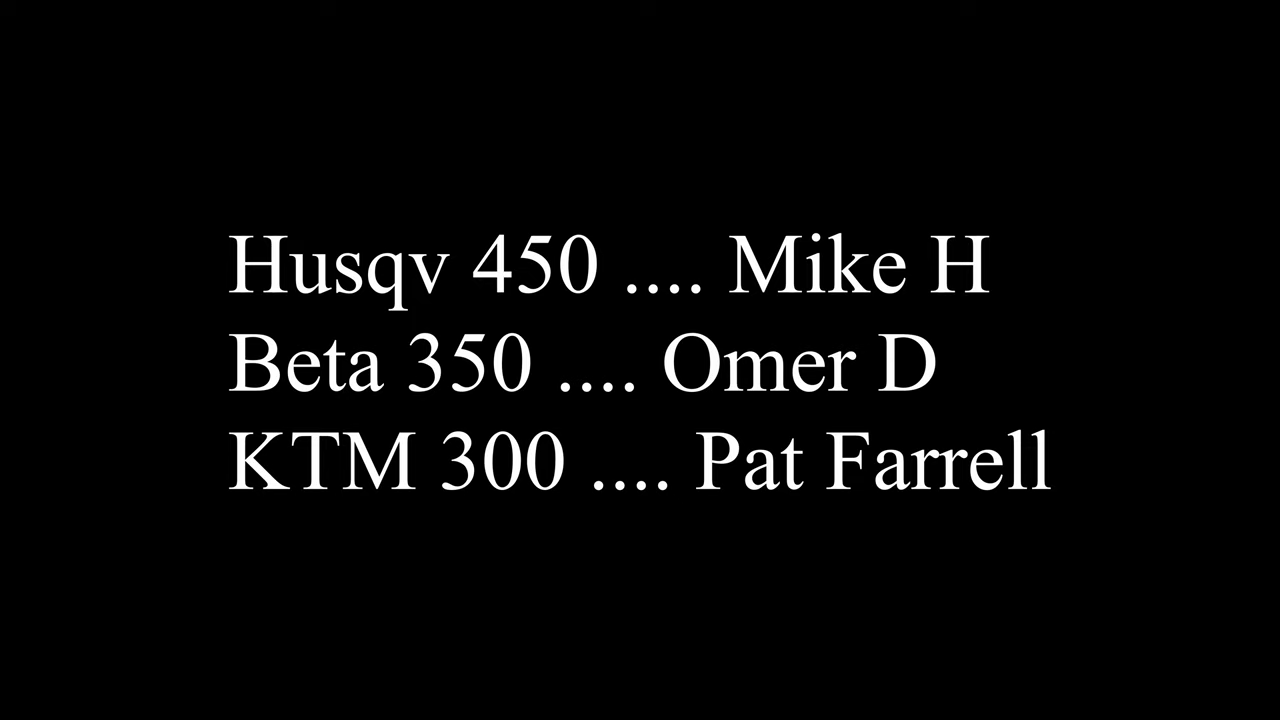 Husqv 450 .... Mike H
Beta 350 .... Omer D
KTM 300 .... Pat Farrell